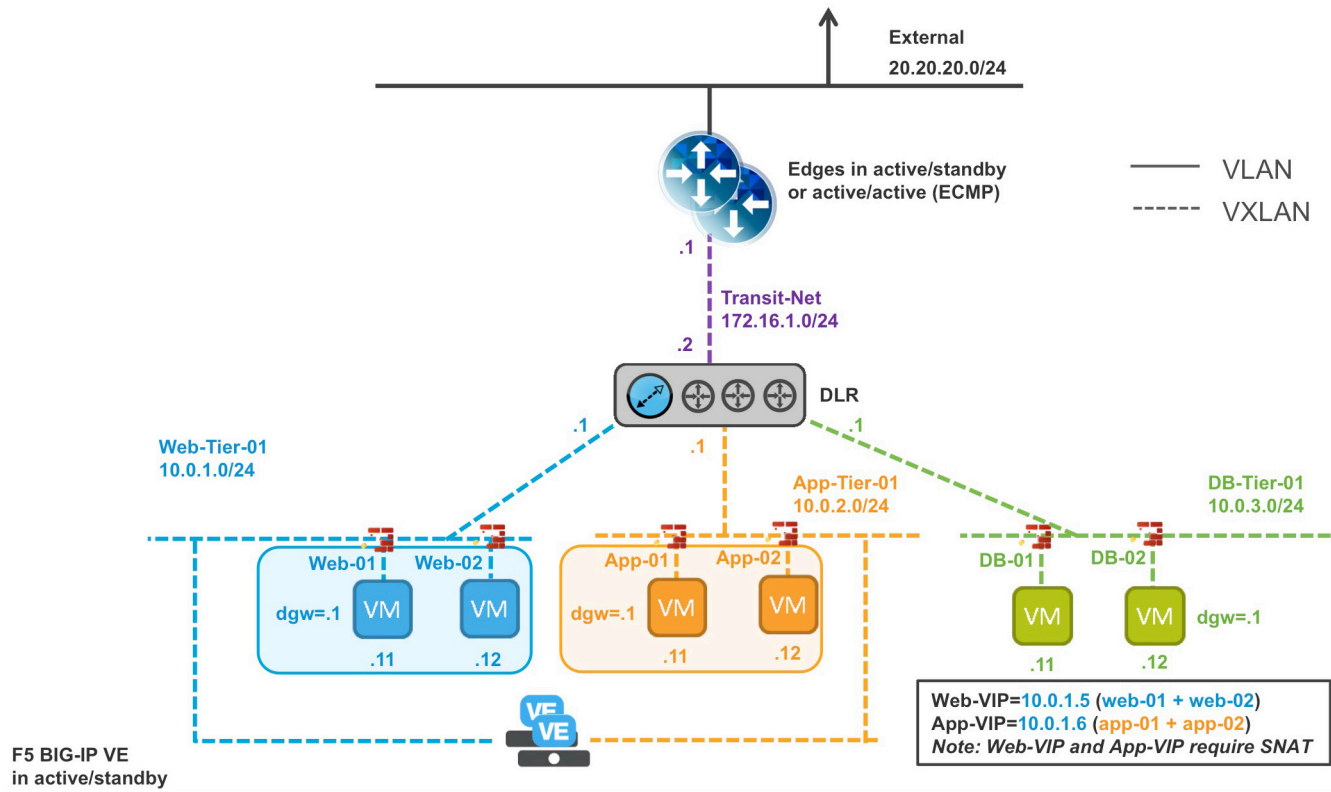 External
20.20.20.0/24
Edges in active/standby
or active/active (ECMP)
VLAN
VXLAN
.1
Transit-Net
172.16.1.0/24
.2
DLR
.1
.1
.1
Web-Tier-01
10.0.1.0/24
App-Tier-01
10.0.2.0/24
DB-Tier-01
10.0.3.0/24
Web-01
Web-02
App-01
App-02
DB-01
DB-02
dgw=.1
VM
VM
dgw=.1
VM
VM
VM
VM
dgw=.1
.11
.12
.11
.12
.11
.12
Web-VIP=10.0.1.5 (web-01 + web-02)
App-VIP=10.0.1.6 (app-01 + app-02)
Note: Web-VIP and App-VIP require SNAT
VE
VE
F5 BIG-IP VE
in active/standby